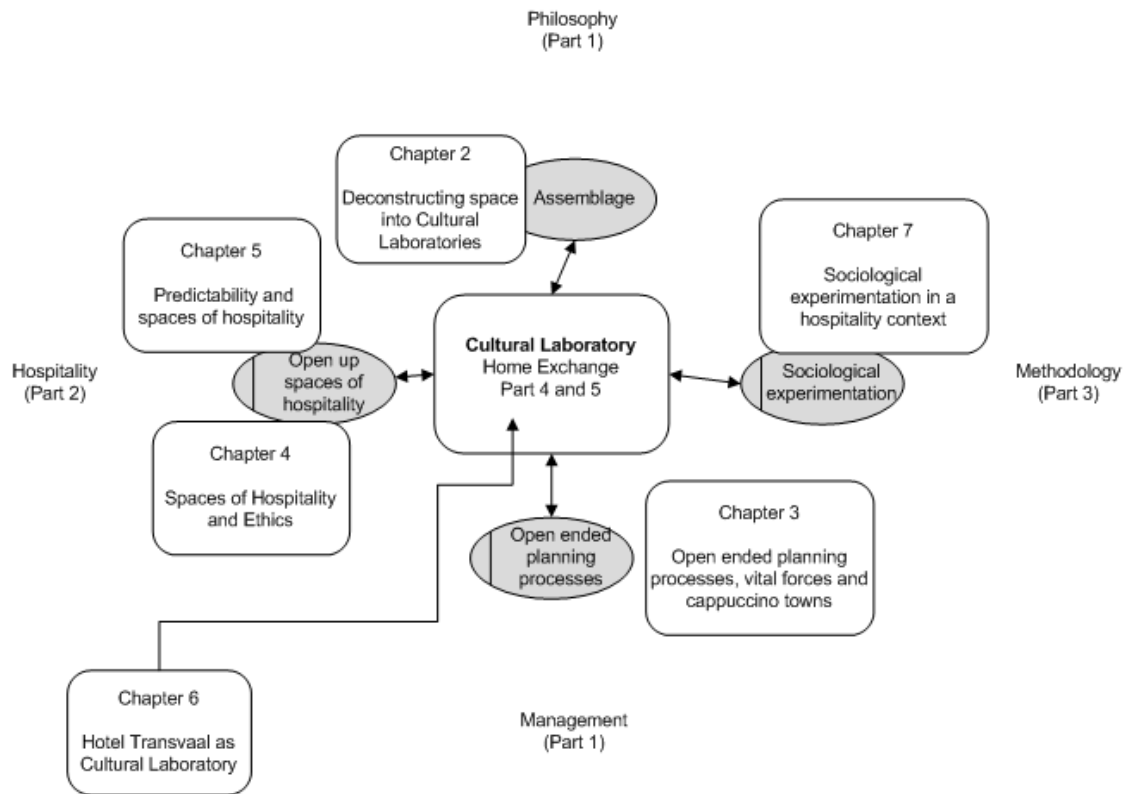 Philosophy
(Part 1)
Chapter 2
Deconstructing space
into Cultural
Laboratories
Assemblage
Chapter 5
Predictability and
spaces of hospitality
Chapter 7
Sociological
experimentation in a
hospitality context
Hospitality
(Part 2)
Open up
spaces of
hospitality
Cultural Laboratory
Home Exchange
Part 4 and 5
Sociological
experimentation
Methodology
(Part 3)
Chapter 4
Spaces of Hospitality
and Ethics
Open ended
planning
processes
Chapter 3
Open ended planning
processes, vital forces and
cappuccino towns
Chapter 6
Hotel Transvaal as
Cultural Laboratory
Management
(Part 1)